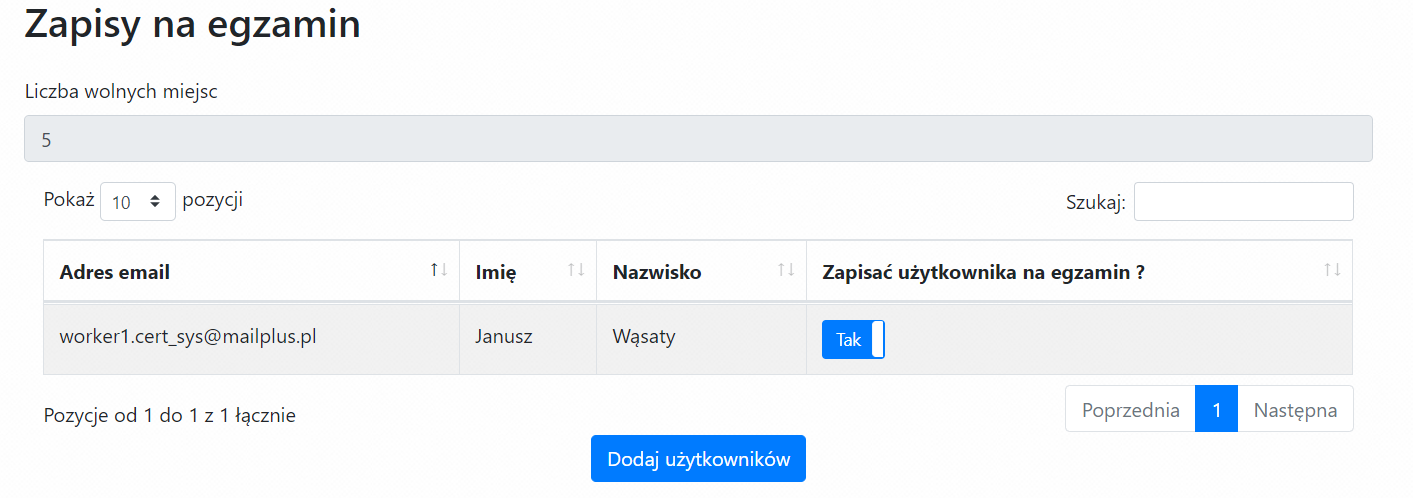 Zapisy na egzamin
Liczba wolnych miejsc
5
Pokaż 10 pozycji Szukaj:
Adres email Imię Nazwisko Zapisać użytkownika na egzamin ?
worker1.cert_sys@mailplus.pl Janusz Wąsaty Tak
Pozycje od 1 do 1 z 1 łącznie Poprzednia 1 Następna
Dodaj użytkowników